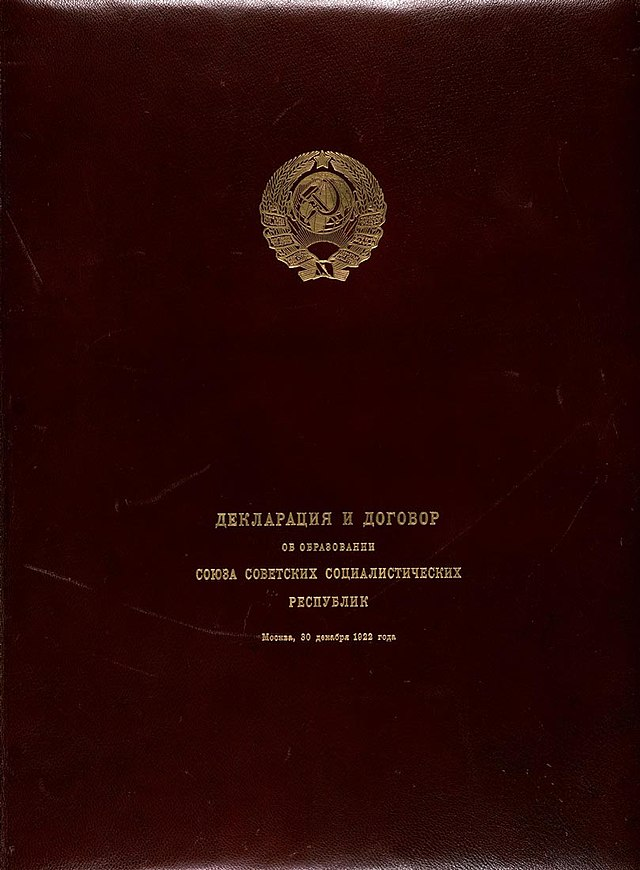 ДЕКЛАРАЦИЯ И ДОГОВОР
ОБ ОБРАЗОВАНИИ
СОЮЗА СОВЕТСКИХ СОЦИАЛИСТИЧЕСКИХ
РЕСПУБЛИК
Москва, 30 декабря 1922 года